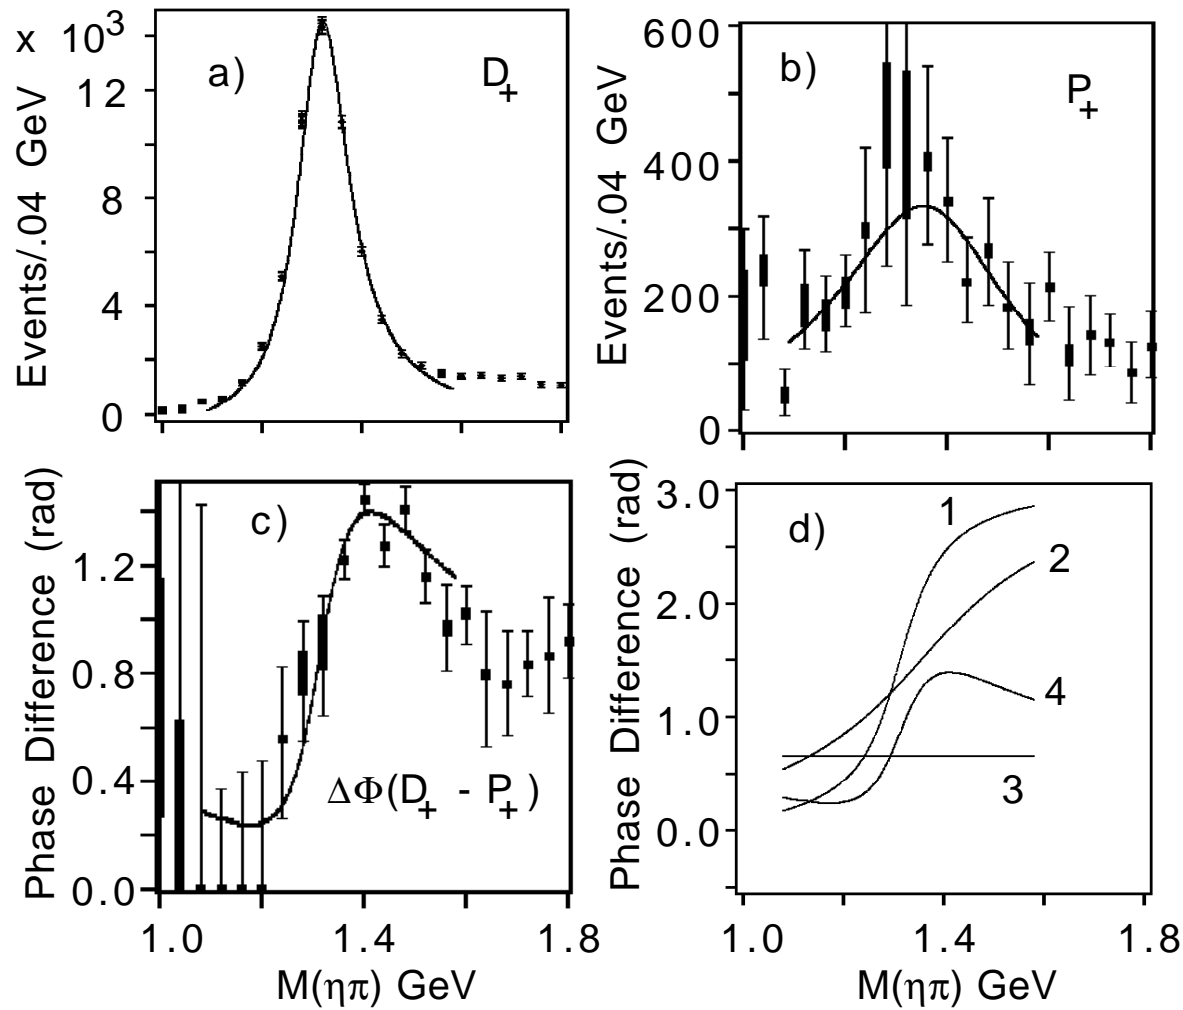 x 10³
a)
D₊
12
8
4
0
Events/.04 GeV
b)
P₊
600
400
200
0
Events/.04 GeV
c)
ΔΦ(D₊ - P₊)
1.2
0.8
0.4
0.0
Phase Difference (rad)
1.0 1.4 1.8
M(ηπ) GeV
d)
1
2
4
3
3.0
2.0
1.0
0.0
Phase Difference (rad)
1.0 1.4 1.8
M(ηπ) GeV